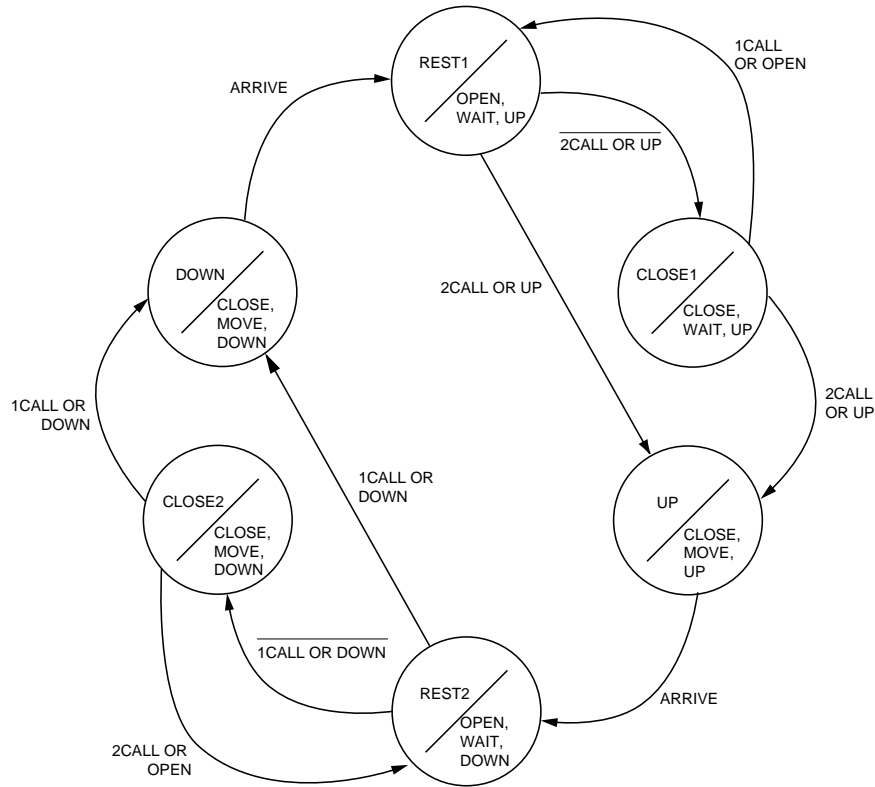 REST1
OPEN,
WAIT, UP
1CALL
OR OPEN
ARRIVE
2CALL OR UP
DOWN
CLOSE,
MOVE,
DOWN
2CALL OR UP
CLOSE1
CLOSE,
WAIT, UP
1CALL OR
DOWN
2CALL
OR UP
CLOSE2
CLOSE,
MOVE,
DOWN
1CALL OR
DOWN
UP
CLOSE,
MOVE,
UP
1CALL OR DOWN
REST2
OPEN,
WAIT,
DOWN
ARRIVE
2CALL OR
OPEN